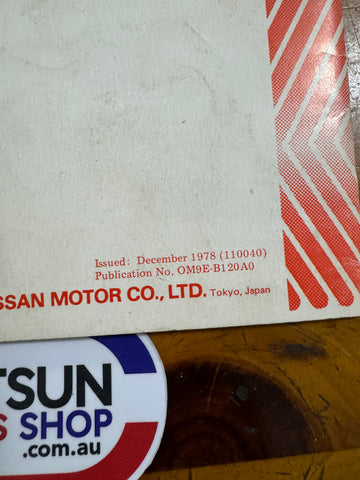 Issued: December 1978 (110040)
Publication No. OM9E-B120A0
SSAN MOTOR CO., LTD. Tokyo, Japan
TSUN
S SHOP
.com.au